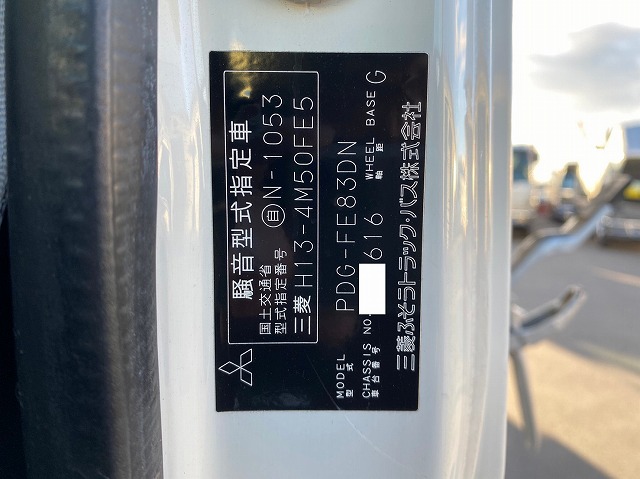 騒音型式指定車
国土交通省
型式指定番号 自N-1053
三菱 H13-4M50FE5
MODEL
型式 PDG-FE83DN
CHASSIS NO.
車台番号 616 WHEEL BASE 軸距 G
三菱ふそうトラック・バス株式会社